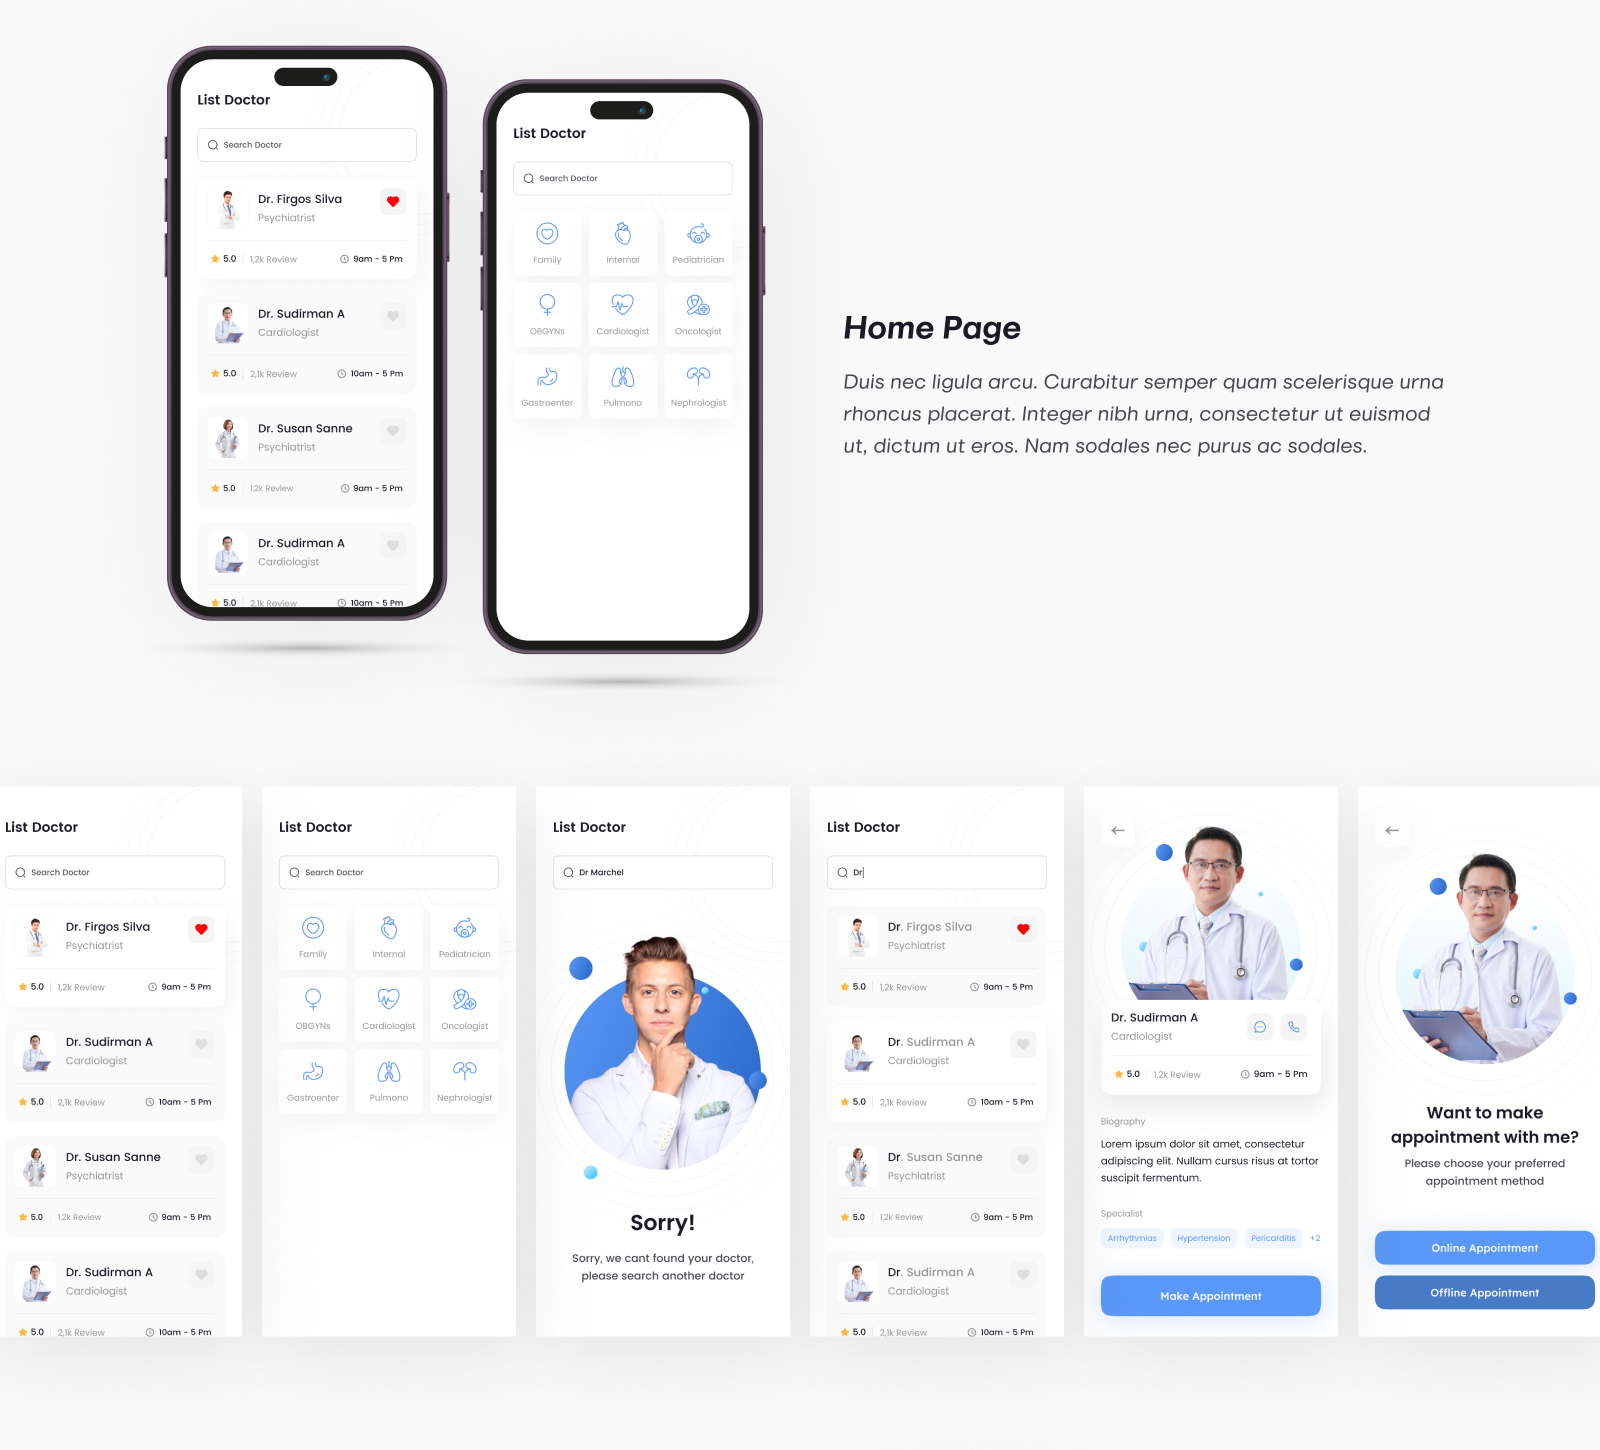 List Doctor
Search Doctor
Dr. Firgos Silva
Psychiatrist
5.0 1,2k Review 9am - 5 Pm
Dr. Sudirman A
Cardiologist
5.0 2,1k Review 10am - 5 Pm
Dr. Susan Sanne
Psychiatrist
5.0 1,2k Review 9am - 5 Pm
Dr. Sudirman A
Cardiologist
5.0 2,1k Review 10am - 5 Pm
List Doctor
Search Doctor
Family Internal Pediatrician
OBGYNs Cardiologist Oncologist
Gastroenter Pulmono Nephrologist
Home Page
Duis nec ligula arcu. Curabitur semper quam scelerisque urna
rhoncus placerat. Integer nibh urna, consectetur ut euismod
ut, dictum ut eros. Nam sodales nec purus ac sodales.
List Doctor
Search Doctor
Dr. Firgos Silva
Psychiatrist
5.0 1,2k Review 9am - 5 Pm
Dr. Sudirman A
Cardiologist
5.0 2,1k Review 10am - 5 Pm
Dr. Susan Sanne
Psychiatrist
5.0 1,2k Review 9am - 5 Pm
Dr. Sudirman A
Cardiologist
5.0 2,1k Review 10am - 5 Pm
List Doctor
Search Doctor
Family Internal Pediatrician
OBGYNs Cardiologist Oncologist
Gastroenter Pulmono Nephrologist
List Doctor
Dr Marchel
Sorry!
Sorry, we cant found your doctor,
please search another doctor
List Doctor
Dr
Dr. Firgos Silva
Psychiatrist
5.0 1,2k Review 9am - 5 Pm
Dr. Sudirman A
Cardiologist
5.0 2,1k Review 10am - 5 Pm
Dr. Susan Sanne
Psychiatrist
5.0 1,2k Review 9am - 5 Pm
Dr. Sudirman A
Cardiologist
5.0 2,1k Review 10am - 5 Pm
Dr. Sudirman A
Cardiologist
5.0 1,2k Review 9am - 5 Pm
Biography
Lorem ipsum dolor sit amet, consectetur
adipiscing elit. Nullam cursus risus at tortor
suscipit fermentum.
Specialist
Arrhythmias Hypertension Pericarditis +2
Make Appointment
Want to make
appointment with me?
Please choose your preferred
appointment method
Online Appointment
Offline Appointment